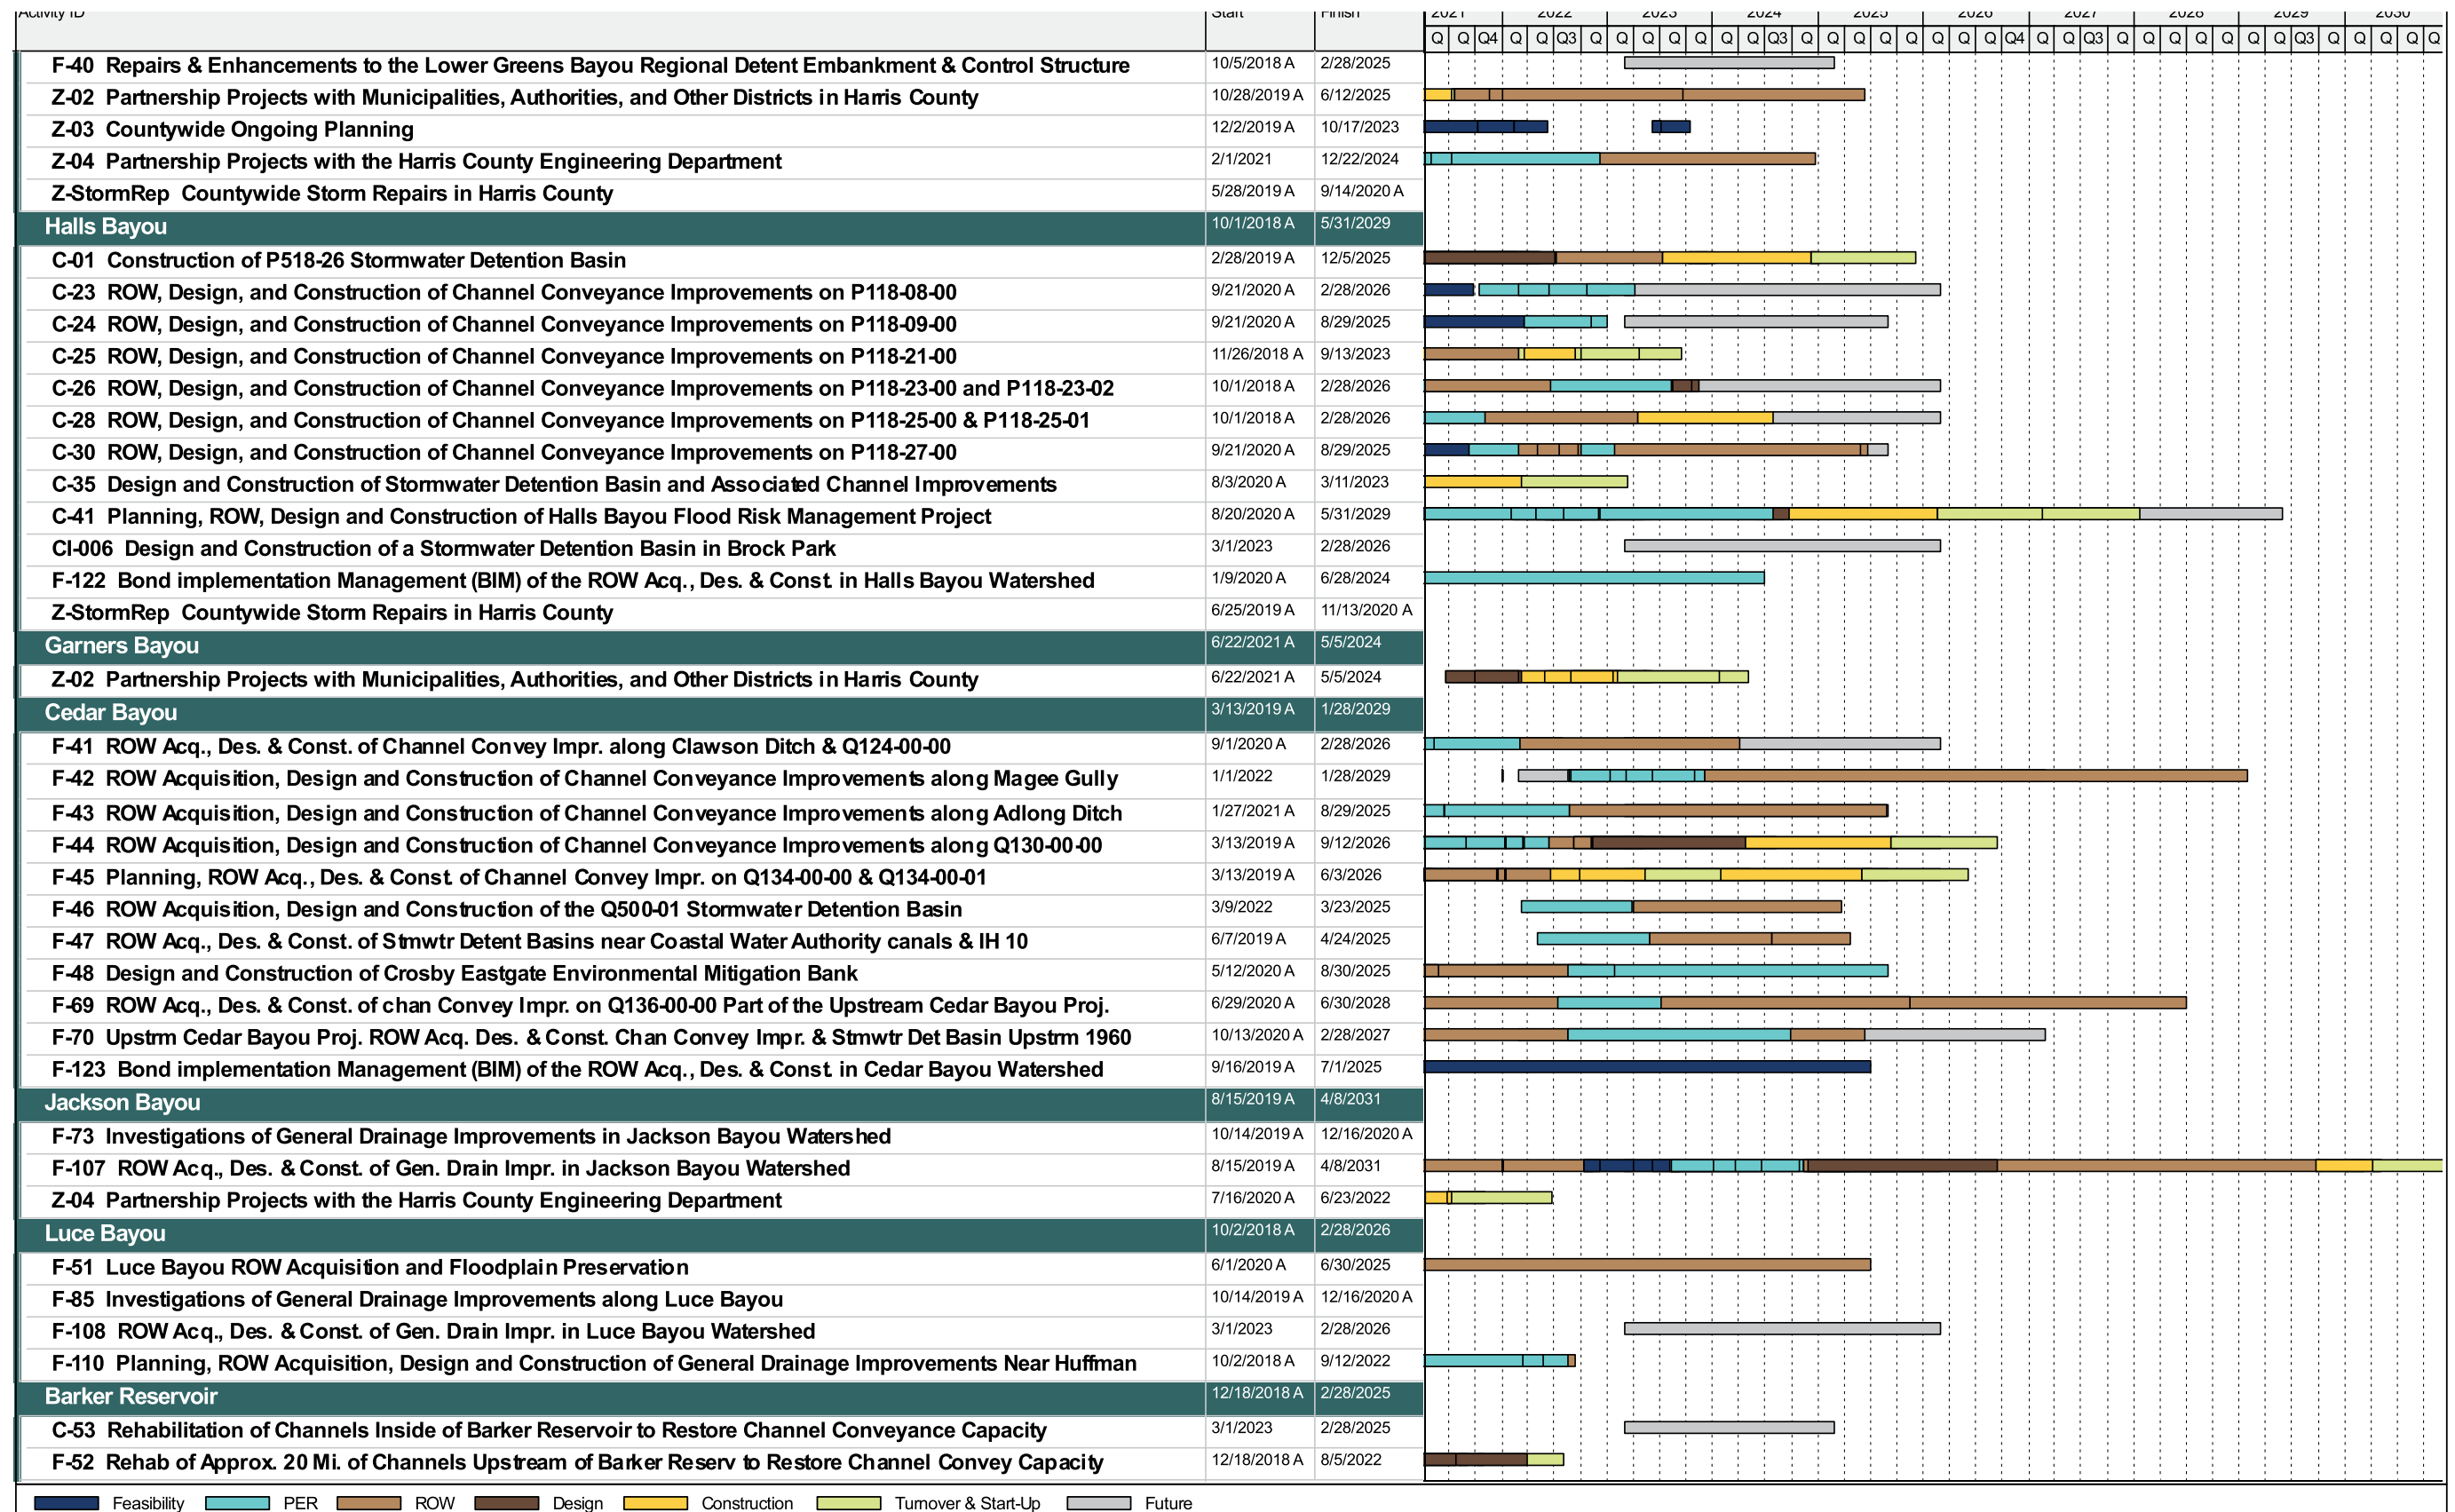 Activity ID Start Finish 2021 2022 2023 2024 2025 2026 2027 2028 2029 2030
Q Q Q4 Q Q Q3 Q Q Q Q Q Q Q Q3 Q Q Q Q Q Q Q Q Q4 Q Q Q3 Q Q Q Q Q Q Q Q3 Q Q Q Q Q
F-40 Repairs & Enhancements to the Lower Greens Bayou Regional Detent Embankment & Control Structure 10/5/2018 A 2/28/2025
Z-02 Partnership Projects with Municipalities, Authorities, and Other Districts in Harris County 10/28/2019 A 6/12/2025
Z-03 Countywide Ongoing Planning 12/2/2019 A 10/17/2023
Z-04 Partnership Projects with the Harris County Engineering Department 2/1/2021 12/22/2024
Z-StormRep Countywide Storm Repairs in Harris County 5/28/2019 A 9/14/2020 A
Halls Bayou 10/1/2018 A 5/31/2029
C-01 Construction of P518-26 Stormwater Detention Basin 2/28/2019 A 12/5/2025
C-23 ROW, Design, and Construction of Channel Conveyance Improvements on P118-08-00 9/21/2020 A 2/28/2026
C-24 ROW, Design, and Construction of Channel Conveyance Improvements on P118-09-00 9/21/2020 A 8/29/2025
C-25 ROW, Design, and Construction of Channel Conveyance Improvements on P118-21-00 11/26/2018 A 9/13/2023
C-26 ROW, Design, and Construction of Channel Conveyance Improvements on P118-23-00 and P118-23-02 10/1/2018 A 2/28/2026
C-28 ROW, Design, and Construction of Channel Conveyance Improvements on P118-25-00 & P118-25-01 10/1/2018 A 2/28/2026
C-30 ROW, Design, and Construction of Channel Conveyance Improvements on P118-27-00 9/21/2020 A 8/29/2025
C-35 Design and Construction of Stormwater Detention Basin and Associated Channel Improvements 8/3/2020 A 3/11/2023
C-41 Planning, ROW, Design and Construction of Halls Bayou Flood Risk Management Project 8/20/2020 A 5/31/2029
CI-006 Design and Construction of a Stormwater Detention Basin in Brock Park 3/1/2023 2/28/2026
F-122 Bond implementation Management (BIM) of the ROW Acq., Des. & Const. in Halls Bayou Watershed 1/9/2020 A 6/28/2024
Z-StormRep Countywide Storm Repairs in Harris County 6/25/2019 A 11/13/2020 A
Garners Bayou 6/22/2021 A 5/5/2024
Z-02 Partnership Projects with Municipalities, Authorities, and Other Districts in Harris County 6/22/2021 A 5/5/2024
Cedar Bayou 3/13/2019 A 1/28/2029
F-41 ROW Acq., Des. & Const. of Channel Convey Impr. along Clawson Ditch & Q124-00-00 9/1/2020 A 2/28/2026
F-42 ROW Acquisition, Design and Construction of Channel Conveyance Improvements along Magee Gully 1/1/2022 1/28/2029
F-43 ROW Acquisition, Design and Construction of Channel Conveyance Improvements along Adlong Ditch 1/27/2021 A 8/29/2025
F-44 ROW Acquisition, Design and Construction of Channel Conveyance Improvements along Q130-00-00 3/13/2019 A 9/12/2026
F-45 Planning, ROW Acq., Des. & Const. of Channel Convey Impr. on Q134-00-00 & Q134-00-01 3/13/2019 A 6/3/2026
F-46 ROW Acquisition, Design and Construction of the Q500-01 Stormwater Detention Basin 3/9/2022 3/23/2025
F-47 ROW Acq., Des. & Const. of Stmwtr Detent Basins near Coastal Water Authority canals & IH 10 6/7/2019 A 4/24/2025
F-48 Design and Construction of Crosby Eastgate Environmental Mitigation Bank 5/12/2020 A 8/30/2025
F-69 ROW Acq., Des. & Const. of chan Convey Impr. on Q136-00-00 Part of the Upstream Cedar Bayou Proj. 6/29/2020 A 6/30/2028
F-70 Upstrm Cedar Bayou Proj. ROW Acq. Des. & Const. Chan Convey Impr. & Stmwtr Det Basin Upstrm 1960 10/13/2020 A 2/28/2027
F-123 Bond implementation Management (BIM) of the ROW Acq., Des. & Const. in Cedar Bayou Watershed 9/16/2019 A 7/1/2025
Jackson Bayou 8/15/2019 A 4/8/2031
F-73 Investigations of General Drainage Improvements in Jackson Bayou Watershed 10/14/2019 A 12/16/2020 A
F-107 ROW Acq., Des. & Const. of Gen. Drain Impr. in Jackson Bayou Watershed 8/15/2019 A 4/8/2031
Z-04 Partnership Projects with the Harris County Engineering Department 7/16/2020 A 6/23/2022
Luce Bayou 10/2/2018 A 2/28/2026
F-51 Luce Bayou ROW Acquisition and Floodplain Preservation 6/1/2020 A 6/30/2025
F-85 Investigations of General Drainage Improvements along Luce Bayou 10/14/2019 A 12/16/2020 A
F-108 ROW Acq., Des. & Const. of Gen. Drain Impr. in Luce Bayou Watershed 3/1/2023 2/28/2026
F-110 Planning, ROW Acquisition, Design and Construction of General Drainage Improvements Near Huffman 10/2/2018 A 9/12/2022
Barker Reservoir 12/18/2018 A 2/28/2025
C-53 Rehabilitation of Channels Inside of Barker Reservoir to Restore Channel Conveyance Capacity 3/1/2023 2/28/2025
F-52 Rehab of Approx. 20 Mi. of Channels Upstream of Barker Reserv to Restore Channel Convey Capacity 12/18/2018 A 8/5/2022
Feasibility PER ROW Design Construction Turnover & Start-Up Future